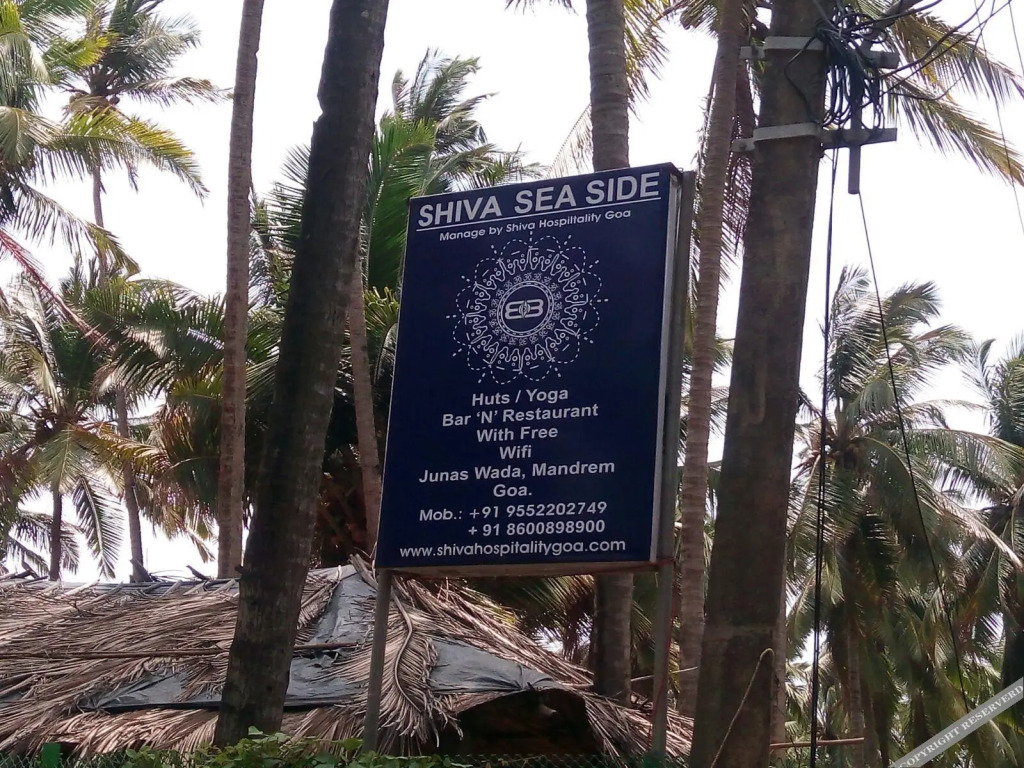 SHIVA SEA SIDE
Manage by Shiva Hospitality Goa
Huts / Yoga
Bar 'N' Restaurant
With Free
Wifi
Junas Wada, Mandrem
Goa.
Mob.: +91 9552202749
+ 91 8600898900
www.shivahospitalitygoa.com
COPYRIGHT RESERVED